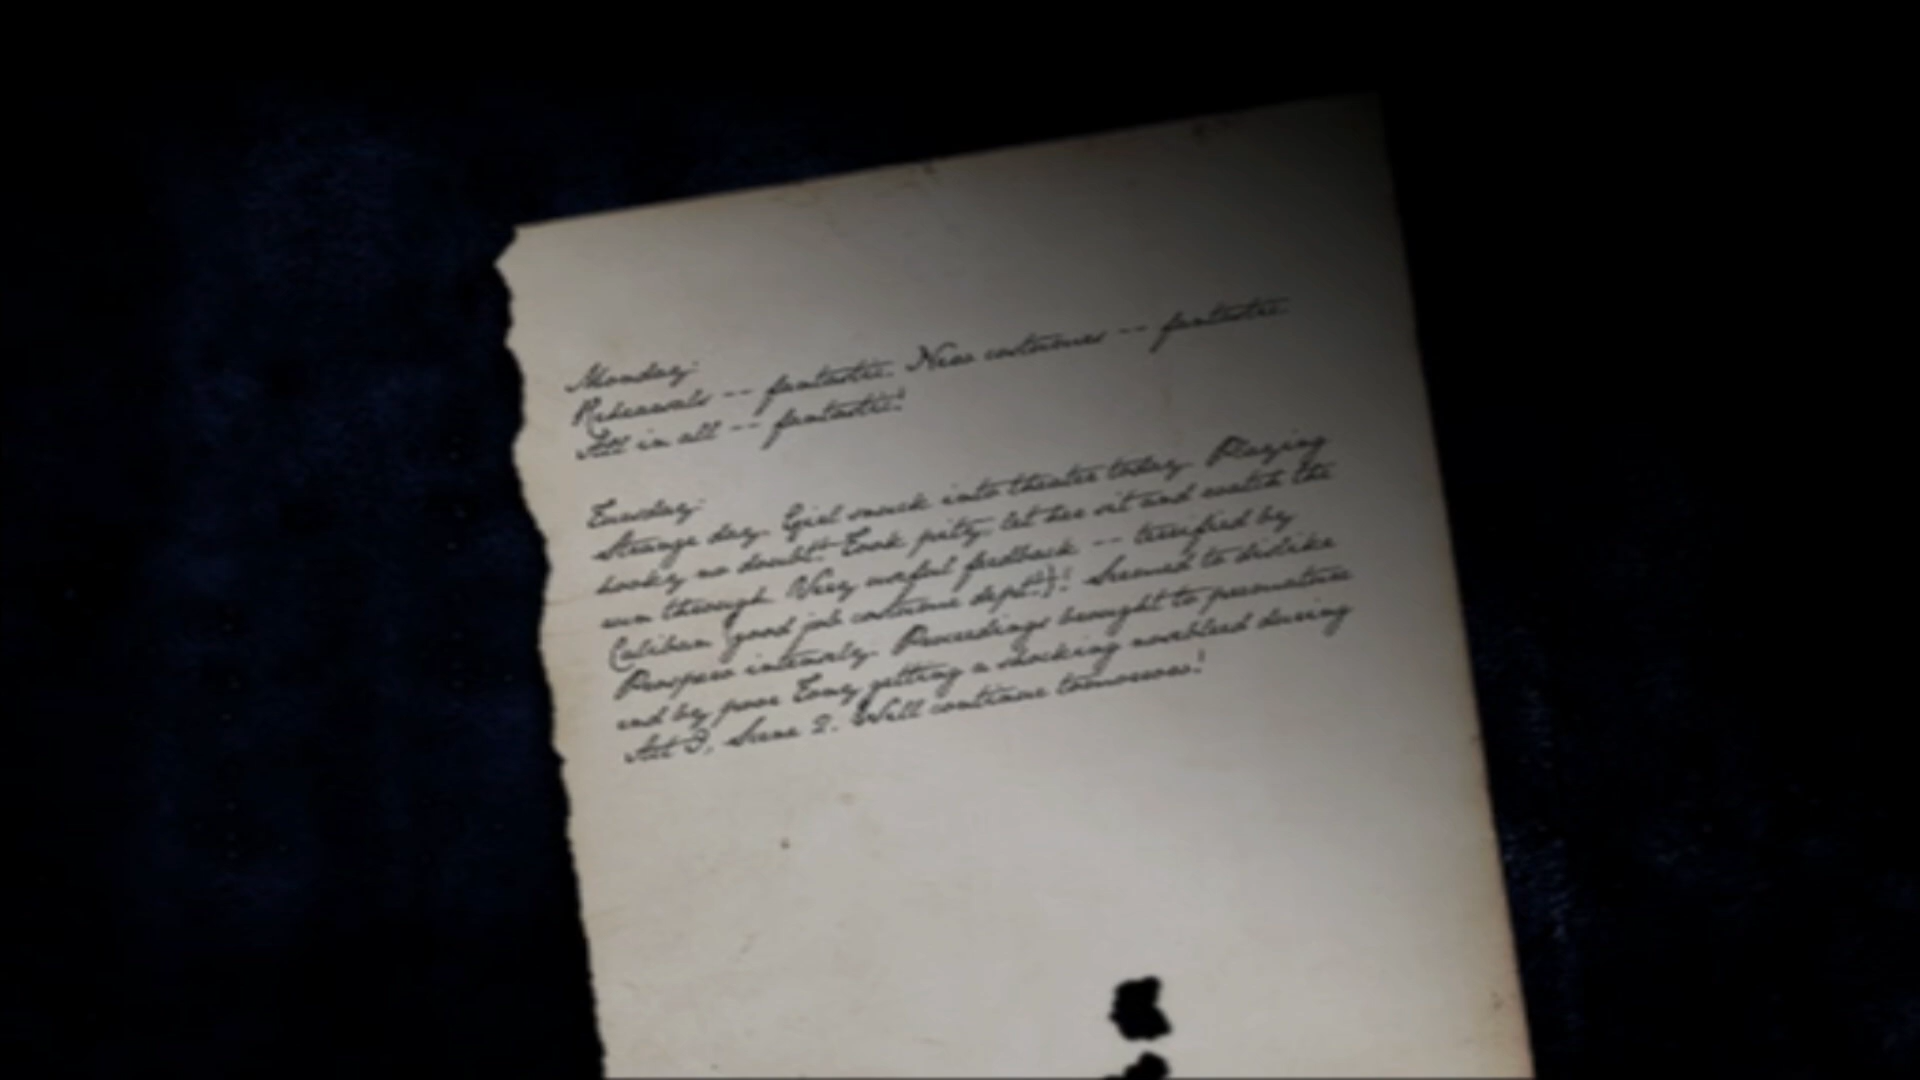 Monday:
Rehearsals -- fantastic. New costumes -- fantastic.
All in all -- fantastic!
Tuesday:
Strange day. Girl snuck into theatre today. Playing
hooky no doubt. Took pity, let her sit and watch the
run through. Very useful feedback -- terrified by
Caliban (good job costume dept.)! Seemed to dislike
Prospero intensely. Proceedings brought to premature
end by poor Tony getting a shocking nosebleed during
Act 3, Scene 2. Will continue tomorrow!